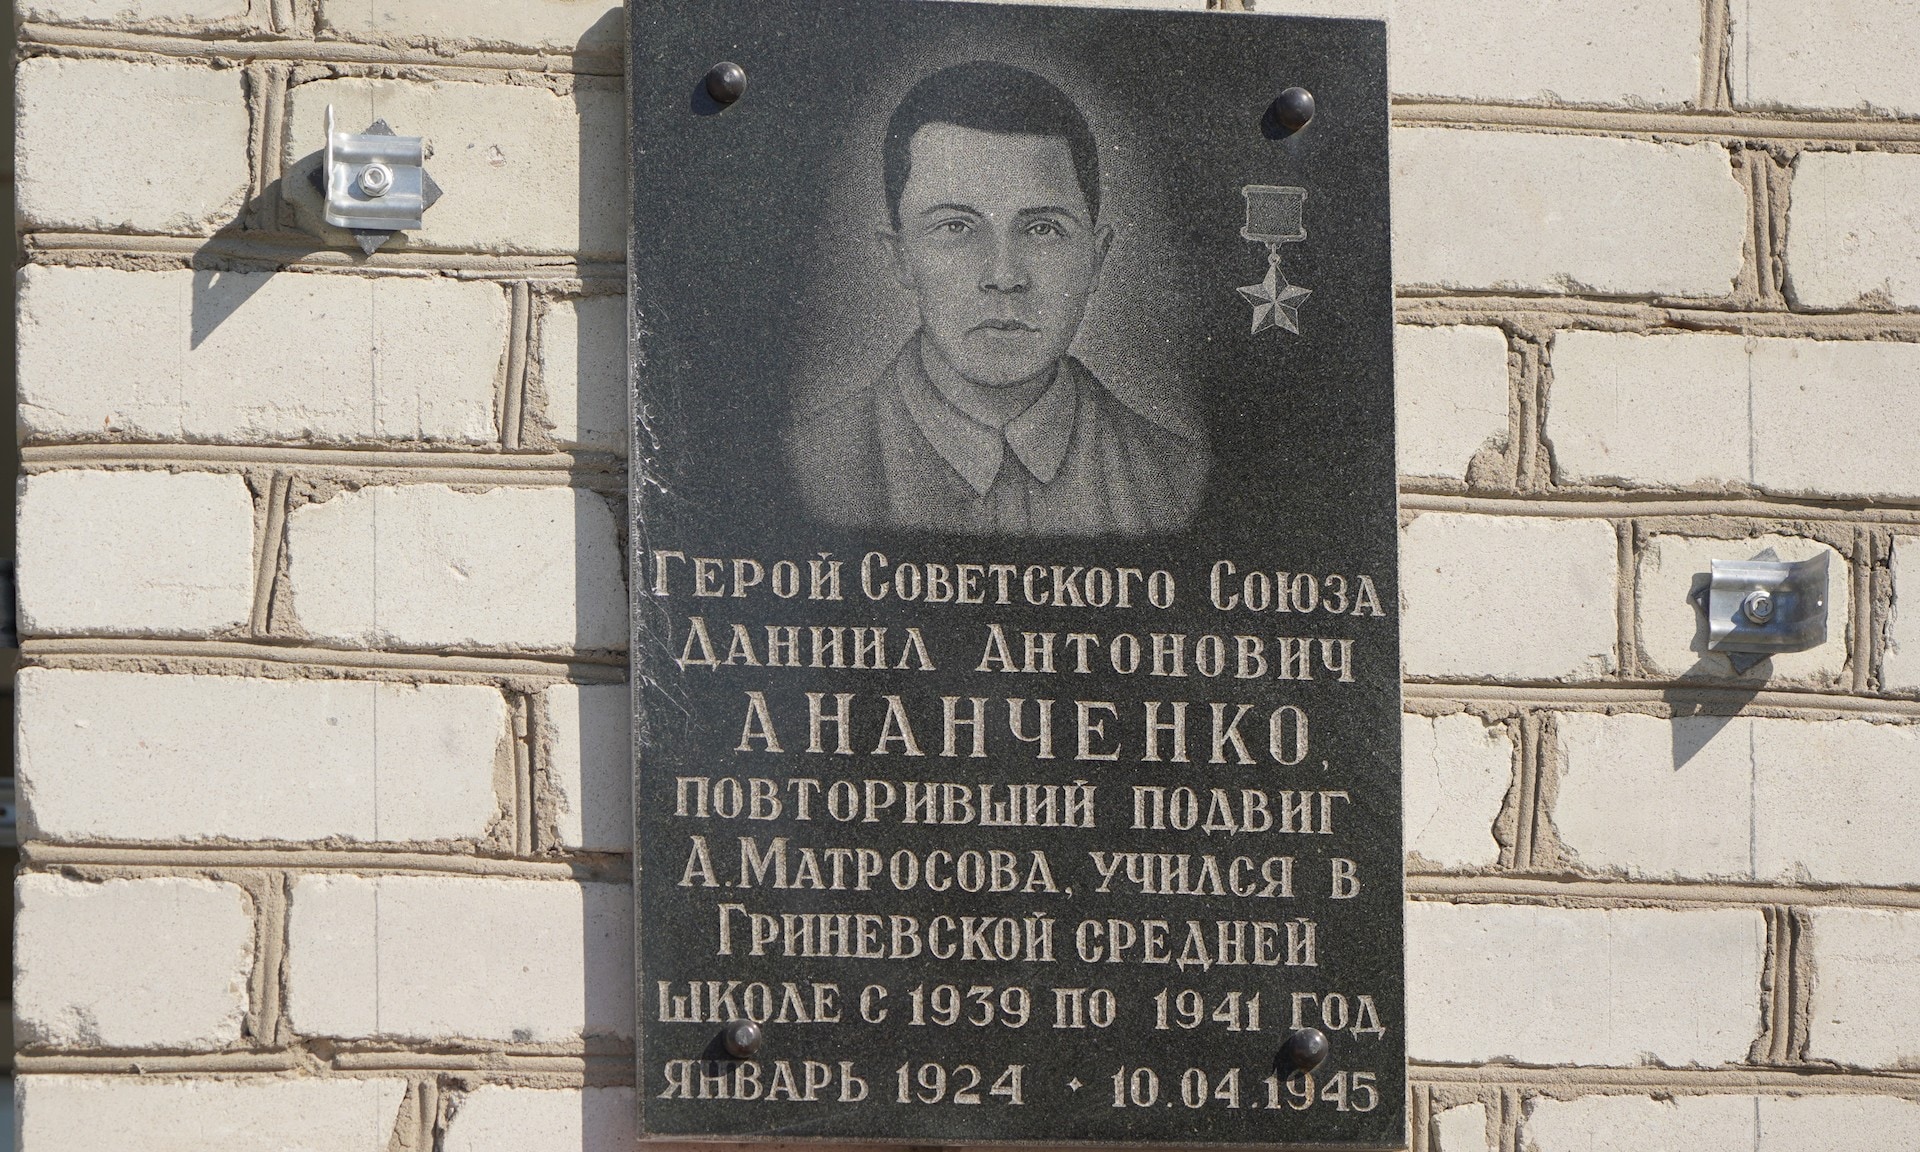 Герой Советского Союза
Даниил Антонович
АНАНЧЕНКО,
ПОВТОРИВШИЙ ПОДВИГ
А.МАТРОСОВА, УЧИЛСЯ В
ГРИНЕВСКОЙ СРЕДНЕЙ
ШКОЛЕ С 1939 ПО 1941 ГОД
ЯНВАРЬ 1924 ✦ 10.04.1945